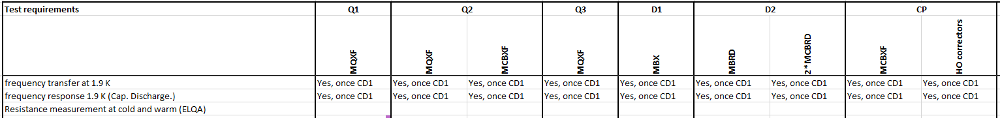 Test requirements Q1 Q2 Q3 D1 D2 CP
MQXF MQXF MCBXF MQXF MBX MBRD 2*MCBRD MCBXF HO correctors
frequency transfer at 1.9 K Yes, once CD1 Yes, once CD1 Yes, once CD1 Yes, once CD1 Yes, once CD1 Yes, once CD1 Yes, once CD1 Yes, once CD1 Yes, once CD1
frequency response 1.9 K (Cap. Discharge.) Yes, once CD1 Yes, once CD1 Yes, once CD1 Yes, once CD1 Yes, once CD1 Yes, once CD1 Yes, once CD1 Yes, once CD1 Yes, once CD1
Resistance measurement at cold and warm (ELQA)